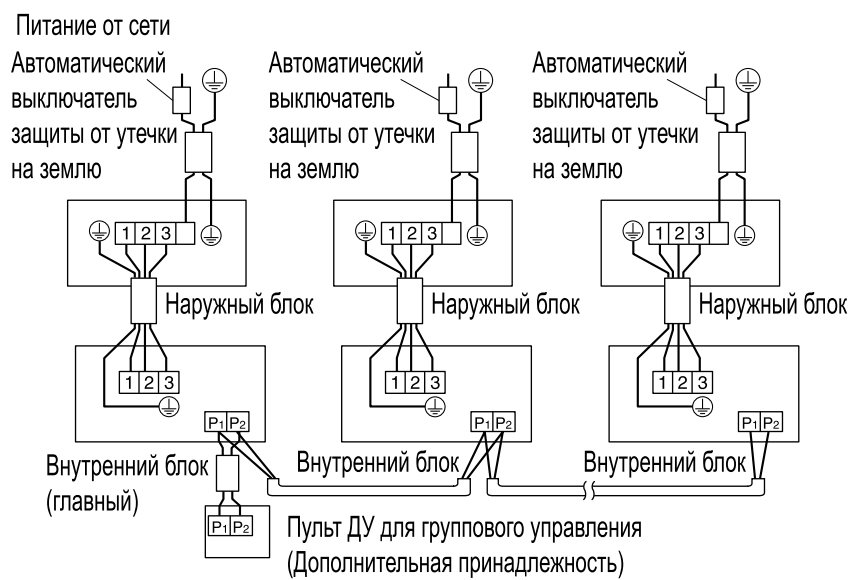 Питание от сети
Автоматический
выключатель
защиты от утечки
на землю
Автоматический
выключатель
защиты от утечки
на землю
Автоматический
выключатель
защиты от утечки
на землю
1 2 3
1 2 3
1 2 3
Наружный блок
Наружный блок
Наружный блок
1 2 3
1 2 3
1 2 3
P1 P2
P1 P2
P1 P2
Внутренний блок
(главный)
Внутренний блок
Внутренний блок
P1 P2
Пульт ДУ для группового управления
(Дополнительная принадлежность)